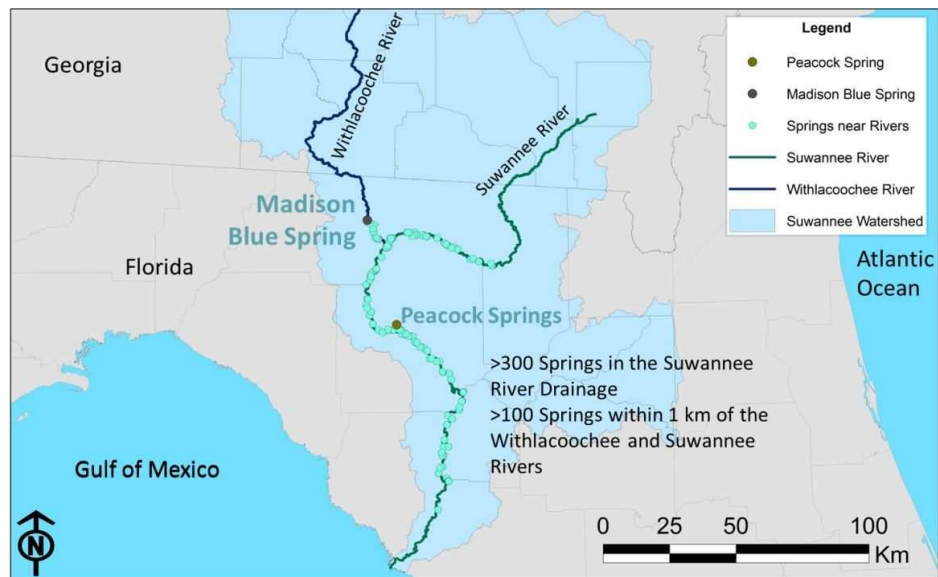 Georgia
Withlacoochee River
Suwannee River
Madison
Blue Spring
Florida
Peacock Springs
Atlantic
Ocean
Gulf of Mexico
>300 Springs in the Suwannee
River Drainage
>100 Springs within 1 km of the
Withlacoochee and Suwannee
Rivers
Legend
Peacock Spring
Madison Blue Spring
Springs near Rivers
Suwannee River
Withlacoochee River
Suwannee Watershed
N
0 25 50 100
Km